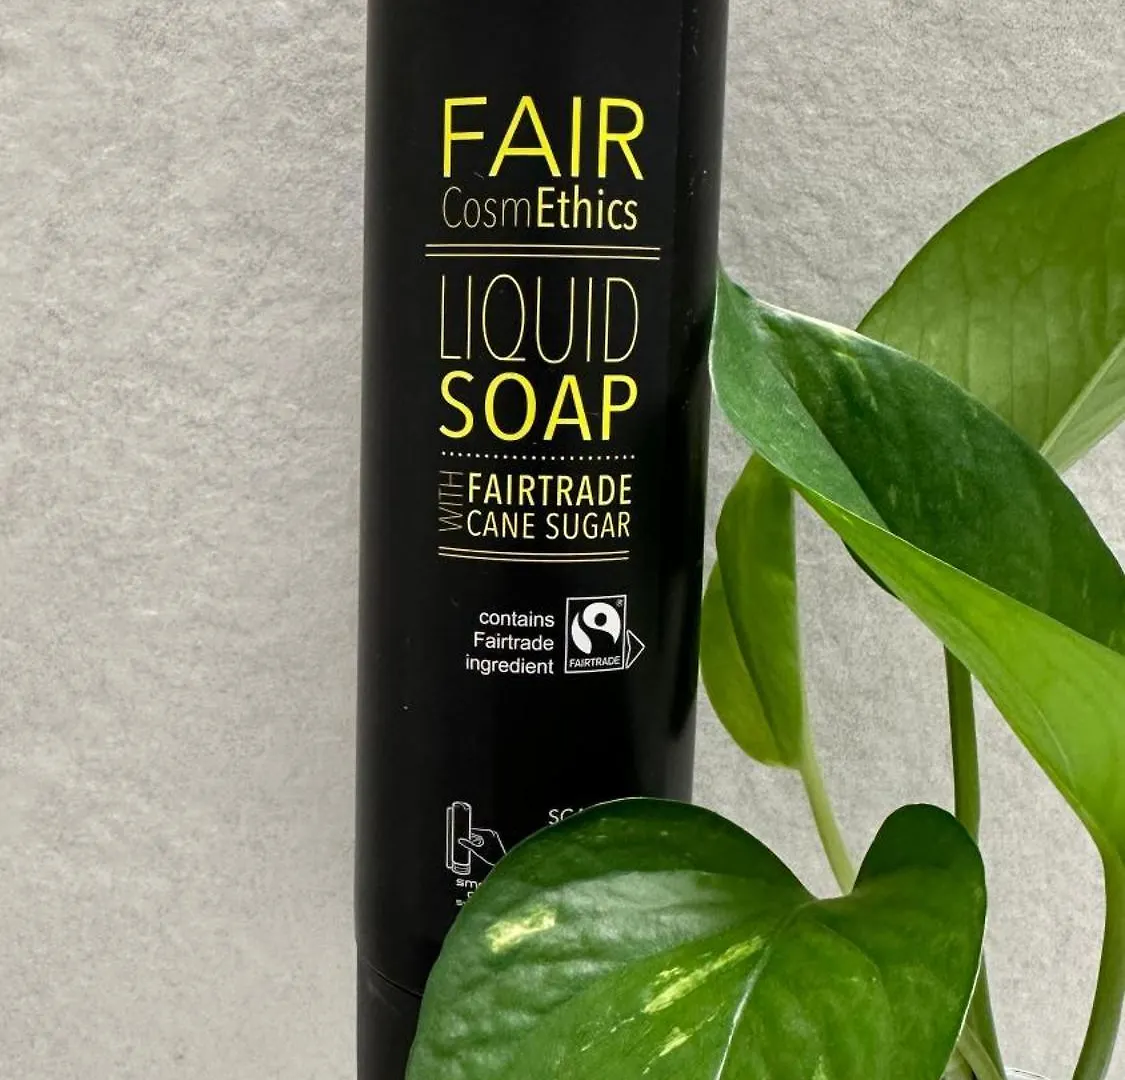 FAIR
CosmEthics
LIQUID
SOAP
WITH
FAIRTRADE
CANE SUGAR
contains
Fairtrade
ingredient
FAIRTRADE